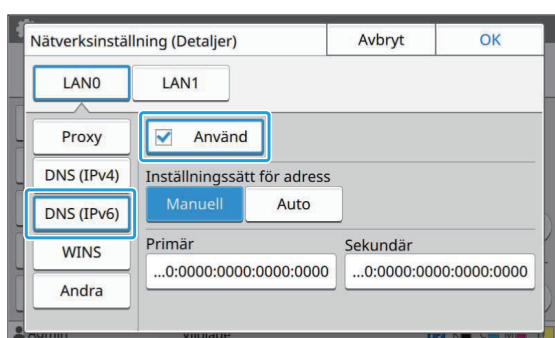 Nätverksinställning (Detaljer)
Avbryt
OK
LAN0
LAN1
Proxy
DNS (IPv4)
DNS (IPv6)
WINS
Andra
Använd
Inställningssätt för adress
Manuell
Auto
Primär
Sekundär
...0:0000:0000:0000:0000
...0:0000:0000:0000:0000